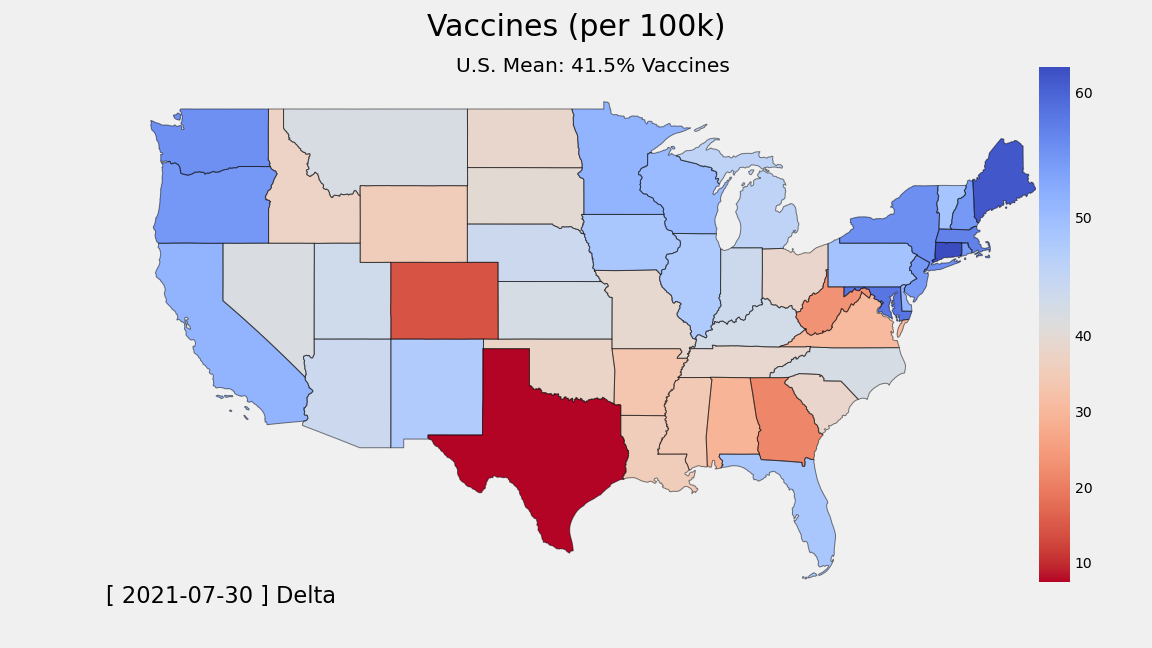 Vaccines (per 100k)
U.S. Mean: 41.5% Vaccines
60
50
40
30
20
10
[ 2021-07-30 ] Delta